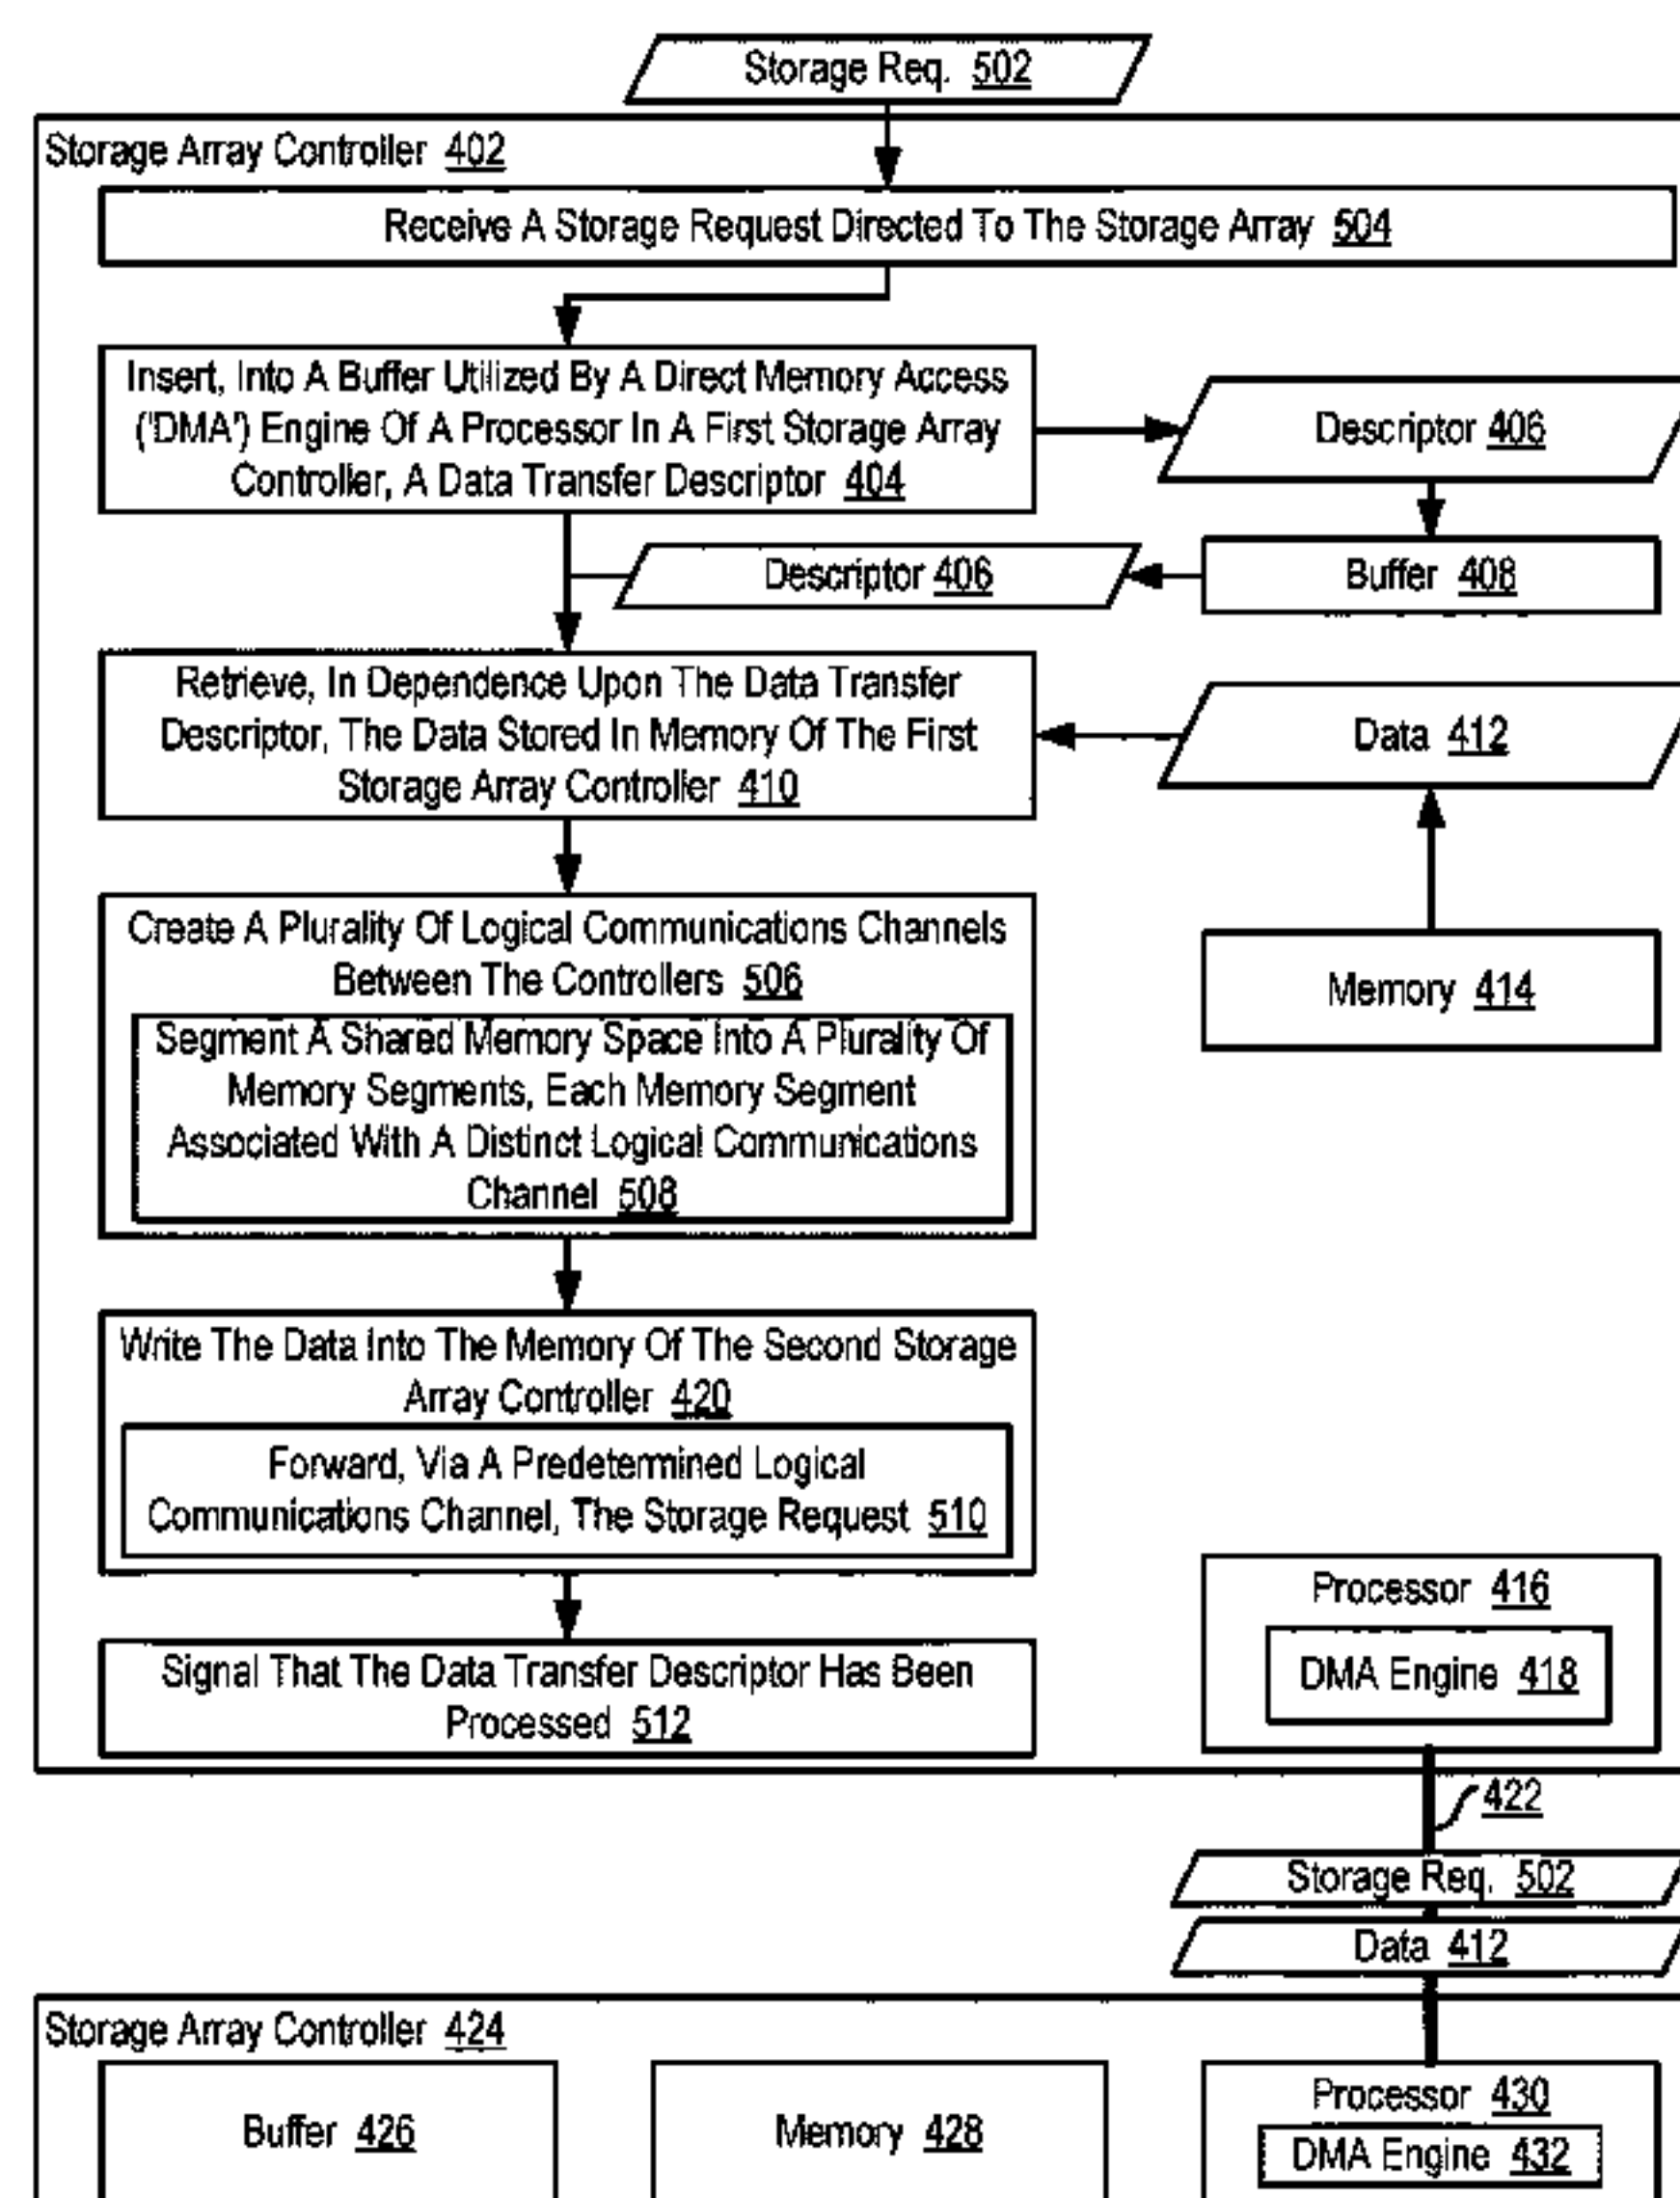 Storage Req. 502
Storage Array Controller 402
Receive A Storage Request Directed To The Storage Array 504
Insert, Into A Buffer Utilized By A Direct Memory Access
('DMA') Engine Of A Processor In A First Storage Array
Controller, A Data Transfer Descriptor 404
Descriptor 406
Descriptor 406
Buffer 408
Retrieve, In Dependence Upon The Data Transfer
Descriptor, The Data Stored In Memory Of The First
Storage Array Controller 410
Data 412
Create A Plurality Of Logical Communications Channels
Between The Controllers 506
Segment A Shared Memory Space Into A Plurality Of
Memory Segments, Each Memory Segment
Associated With A Distinct Logical Communications
Channel 508
Memory 414
Write The Data Into The Memory Of The Second Storage
Array Controller 420
Forward, Via A Predetermined Logical
Communications Channel, The Storage Request 510
Signal That The Data Transfer Descriptor Has Been
Processed 512
Processor 416
DMA Engine 418
422
Storage Req. 502
Data 412
Storage Array Controller 424
Buffer 426
Memory 428
Processor 430
DMA Engine 432